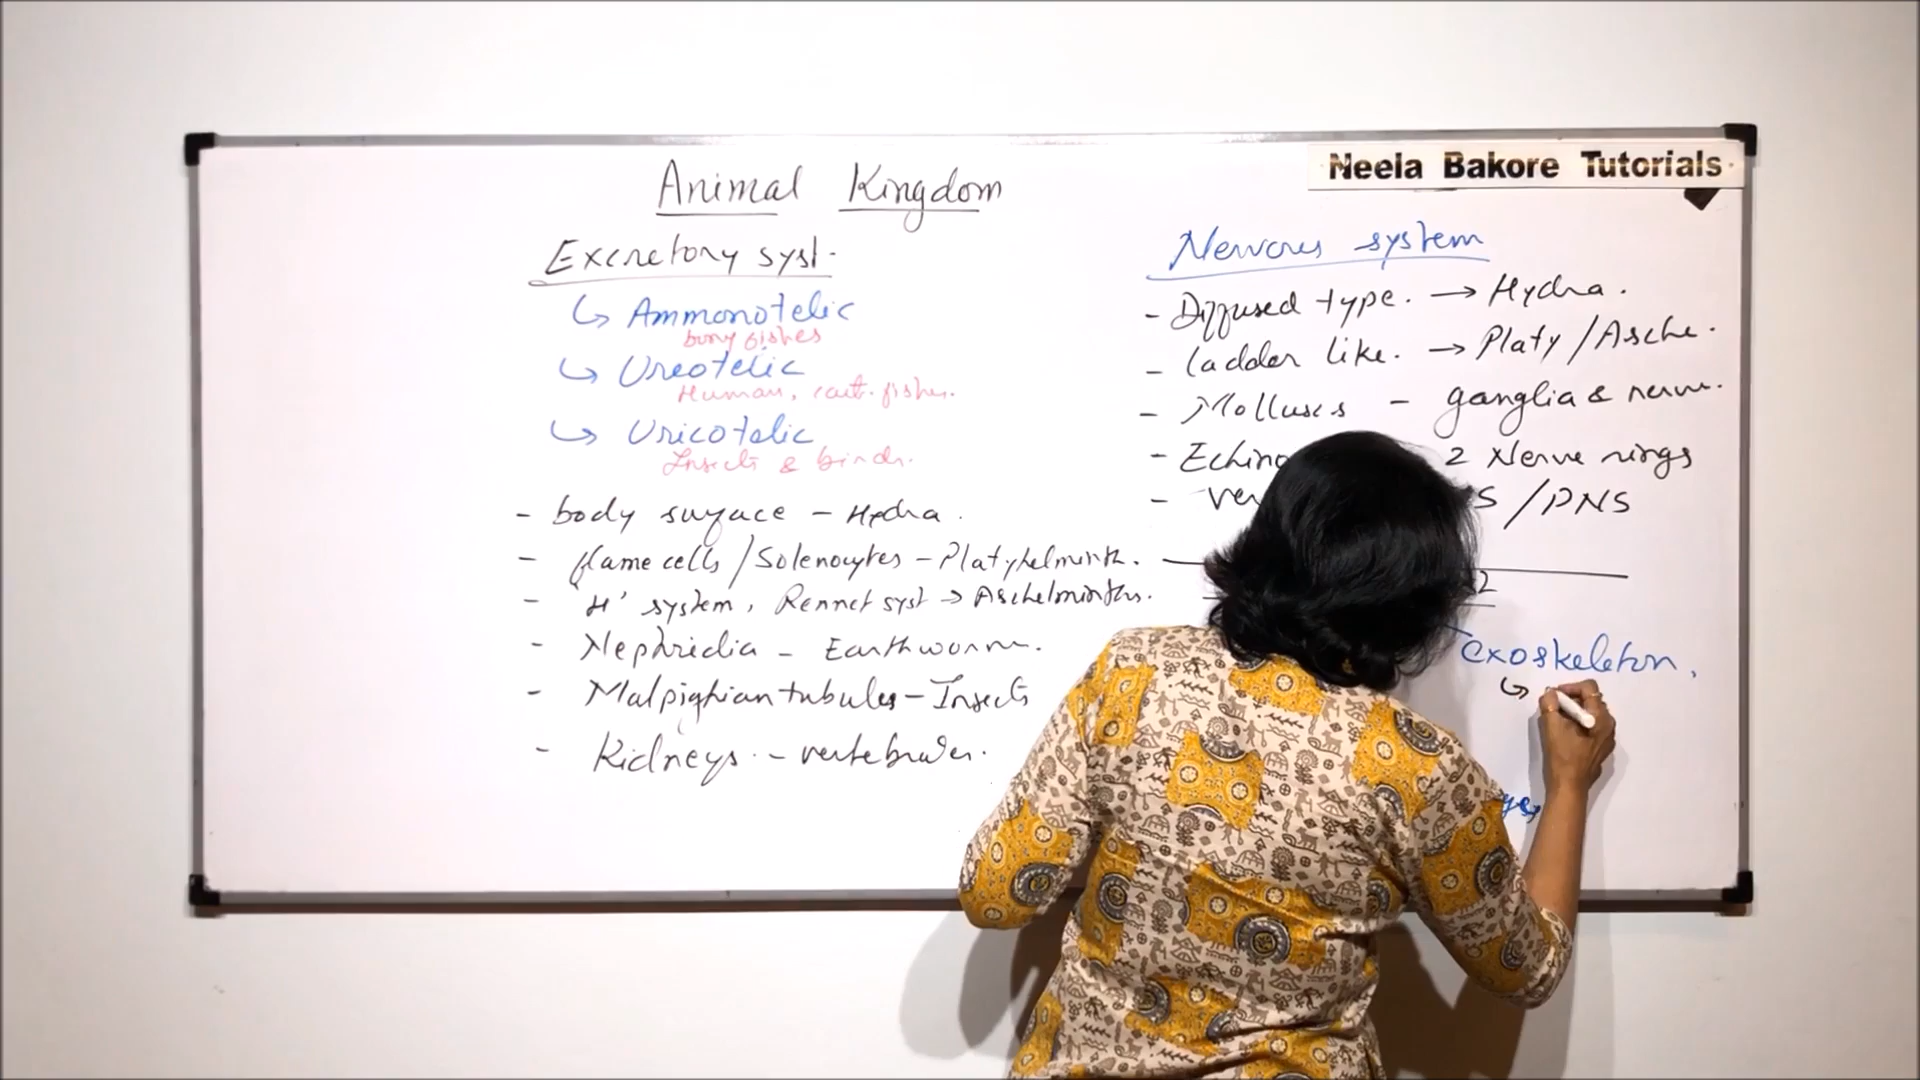 Neela Bakore Tutorials
Animal Kingdom
Excretory syst.
↳ Ammonotelic
bony fishes
↳ Ureotelic
Human, cart. fishes.
↳ Uricotelic
Insects & birds.
- body surface - Hydra.
- flame cells / Solenocytes - Platyhelminth.
- 'H' system, Rennet syst → Aschelminthes.
- Nephridia - Earthworm.
- Malpighian tubules - Insects
- Kidneys. - vertebrates.
Nervous system
- Diffused type. → Hydra.
- ladder like. → Platy / Asche.
- Molluscs - ganglia & nerve.
- Echino 2 Nerve rings
- Ver S / PNS
exoskeleton.
↳